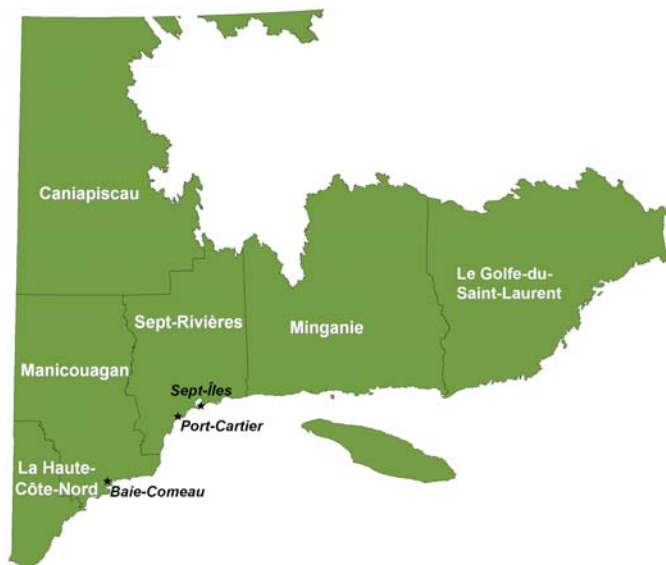 Caniapiscau
Le Golfe-du-
Saint-Laurent
Sept-Rivières
Minganie
Manicouagan
Sept-Îles
Port-Cartier
La Haute-
Côte-Nord
Baie-Comeau